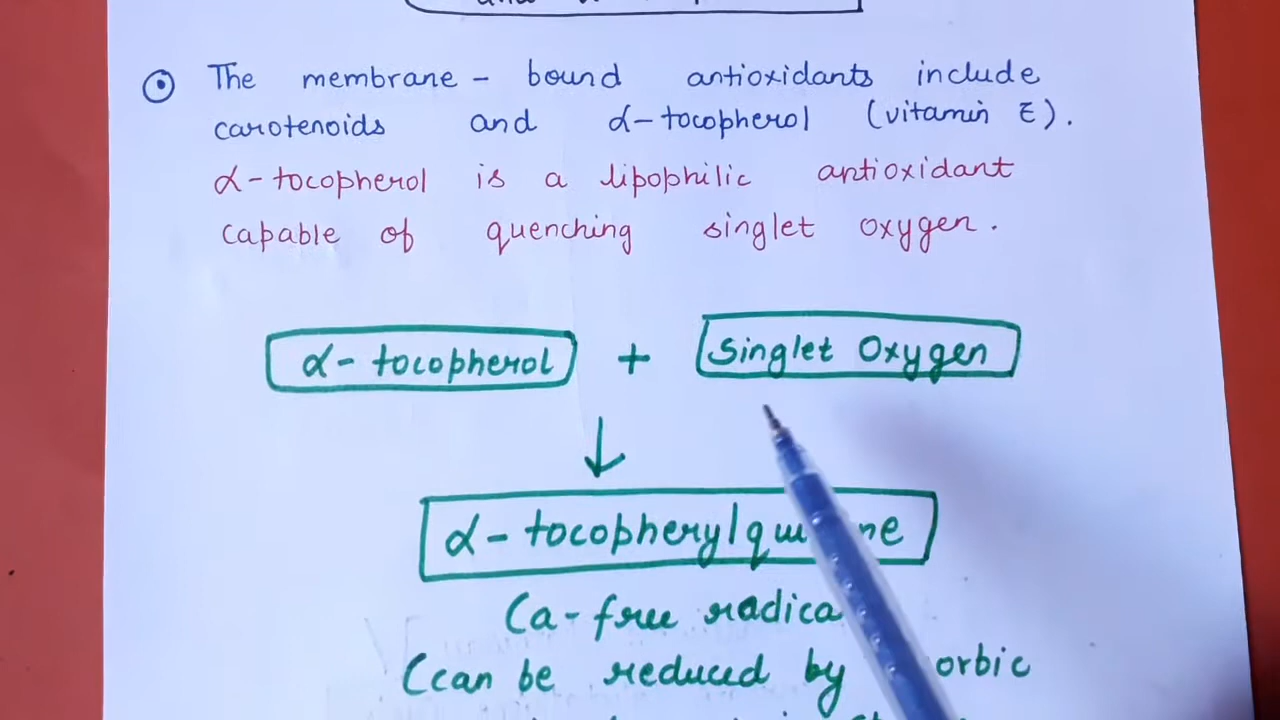 The membrane - bound antioxidants include
carotenoids and α-tocopherol (vitamin E).
α-tocopherol is a lipophilic antioxidant
capable of quenching singlet oxygen.
α- tocopherol + Singlet Oxygen
α- tocopherylqu ne
(a-free radica
(can be reduced by orbic